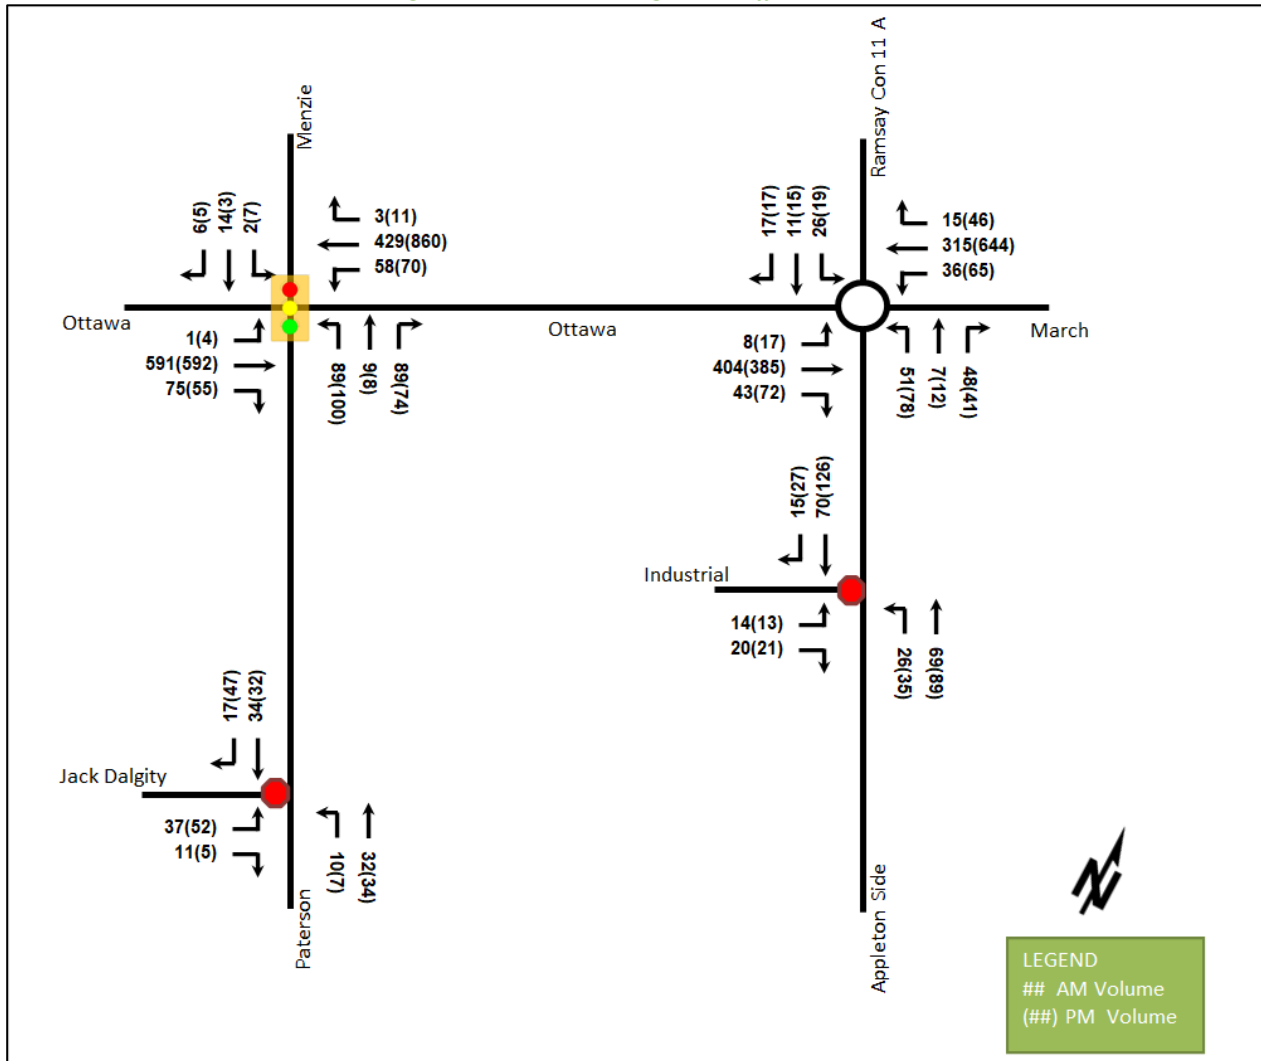 Menzie
Ramsay Con 11 A
6(5)
14(3)
2(7)
3(11)
429(860)
58(70)
17(17)
11(15)
26(19)
15(46)
315(644)
36(65)
Ottawa
Ottawa
March
1(4)
591(592)
75(55)
89(100)
9(8)
89(74)
8(17)
404(385)
43(72)
51(78)
7(12)
48(41)
15(27)
70(126)
Industrial
14(13)
20(21)
26(35)
69(89)
17(47)
34(32)
Jack Dalgity
37(52)
11(5)
10(7)
32(34)
Paterson
Appleton Side
N
LEGEND
## AM Volume
(##) PM Volume